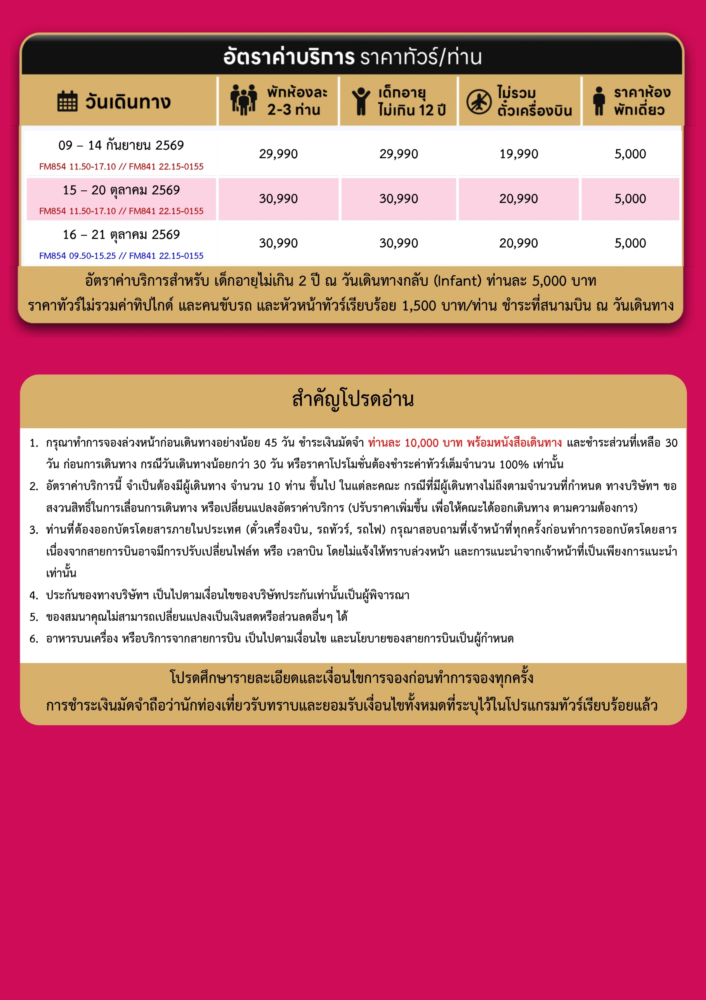 อัตราค่าบริการ ราคาทัวร์/ท่าน
วันเดินทาง
พักห้องละ
2-3 ท่าน
เด็กอายุ
ไม่เกิน 12 ปี
ไม่รวม
ตั๋วเครื่องบิน
ราคาห้อง
พักเดี่ยว
09 – 14 กันยายน 2569
FM854 11.50-17.10 // FM841 22.15-0155
29,990
29,990
19,990
5,000
15 – 20 ตุลาคม 2569
FM854 11.50-17.10 // FM841 22.15-0155
30,990
30,990
20,990
5,000
16 – 21 ตุลาคม 2569
FM854 09.50-15.25 // FM841 22.15-0155
30,990
30,990
20,990
5,000
อัตราค่าบริการสำหรับ เด็กอายุไม่เกิน 2 ปี ณ วันเดินทางกลับ (Infant) ท่านละ 5,000 บาท
ราคาทัวร์ไม่รวมค่าทิปไกด์ และคนขับรถ และหัวหน้าทัวร์เรียบร้อย 1,500 บาท/ท่าน ชำระที่สนามบิน ณ วันเดินทาง
สำคัญโปรดอ่าน
1. กรุณาทำการจองล่วงหน้าก่อนเดินทางอย่างน้อย 45 วัน ชำระเงินมัดจำ ท่านละ 10,000 บาท พร้อมหนังสือเดินทาง และชำระส่วนที่เหลือ 30
วัน ก่อนการเดินทาง กรณีวันเดินทางน้อยกว่า 30 วัน หรือราคาโปรโมชั่นต้องชำระค่าทัวร์เต็มจำนวน 100% เท่านั้น
2. อัตราค่าบริการนี้ จำเป็นต้องมีผู้เดินทาง จำนวน 10 ท่าน ขึ้นไป ในแต่ละคณะ กรณีที่มีผู้เดินทางไม่ถึงตามจำนวนที่กำหนด ทางบริษัทฯ ขอ
สงวนสิทธิ์ในการเลื่อนการเดินทาง หรือเปลี่ยนแปลงอัตราค่าบริการ (ปรับราคาเพิ่มขึ้น เพื่อให้คณะได้ออกเดินทาง ตามความต้องการ)
3. ท่านที่ต้องออกบัตรโดยสารภายในประเทศ (ตั๋วเครื่องบิน, รถทัวร์, รถไฟ) กรุณาสอบถามที่เจ้าหน้าที่ทุกครั้งก่อนทำการออกบัตรโดยสาร
เนื่องจากสายการบินอาจมีการปรับเปลี่ยนไฟล์ท หรือ เวลาบิน โดยไม่แจ้งให้ทราบล่วงหน้า และการแนะนำจากเจ้าหน้าที่เป็นเพียงการแนะนำ
เท่านั้น
4. ประกันของทางบริษัทฯ เป็นไปตามเงื่อนไขของบริษัทประกันเท่านั้นเป็นผู้พิจารณา
5. ของสมนาคุณไม่สามารถเปลี่ยนแปลงเป็นเงินสดหรือส่วนลดอื่นๆ ได้
6. อาหารบนเครื่อง หรือบริการจากสายการบิน เป็นไปตามเงื่อนไข และนโยบายของสายการบินเป็นผู้กำหนด
โปรดศึกษารายละเอียดและเงื่อนไขการจองก่อนทำการจองทุกครั้ง
การชำระเงินมัดจำถือว่านักท่องเที่ยวรับทราบและยอมรับเงื่อนไขทั้งหมดที่ระบุไว้ในโปรแกรมทัวร์เรียบร้อยแล้ว